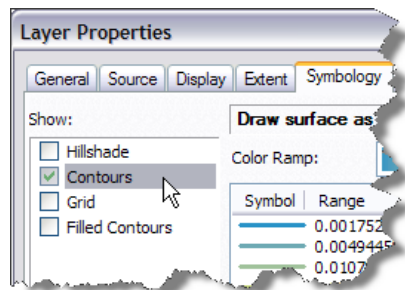 Layer Properties
General Source Display Extent Symbology
Show:
Draw surface as
Hillshade
Contours
Grid
Filled Contours
Color Ramp:
Symbol Range
0.001752
0.004944
0.0107